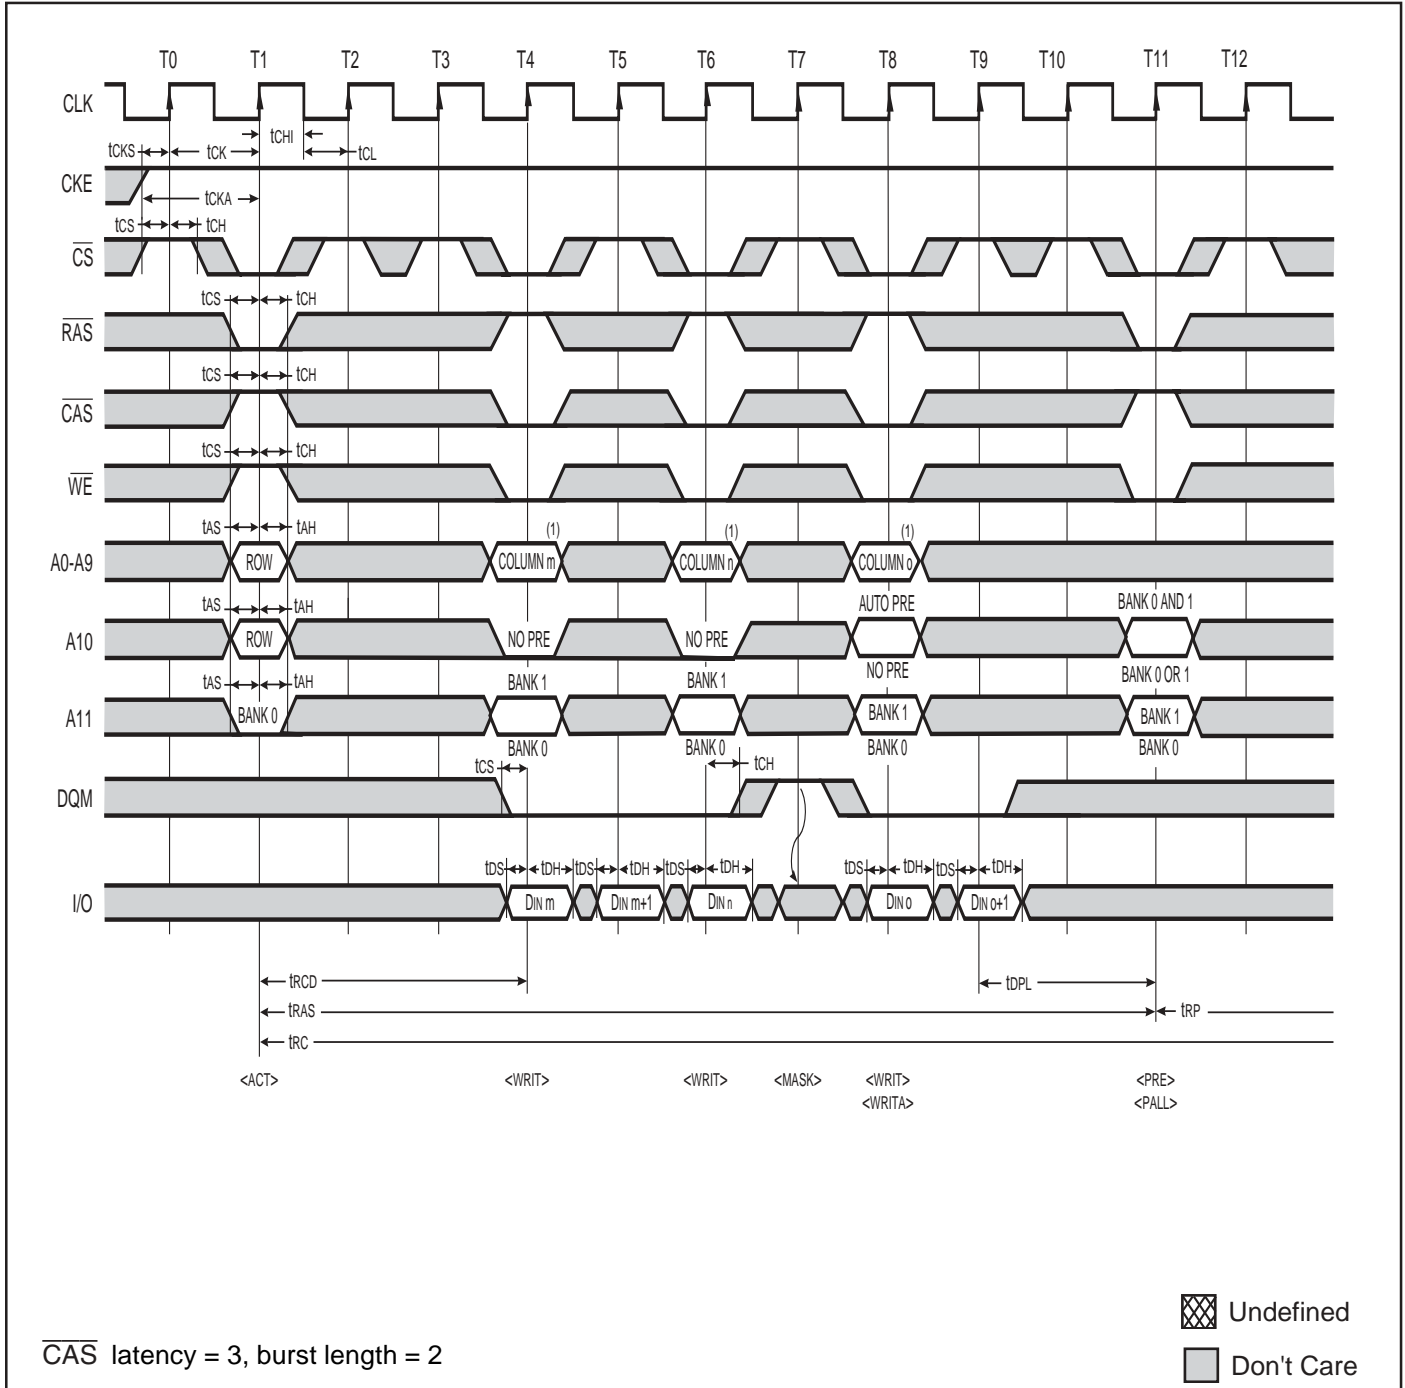 T0 T1 T2 T3 T4 T5 T6 T7 T8 T9 T10 T11 T12
CLK
tCHI
tCKS tCK tCL
CKE
tCKA
tCS tCH
CS
tCS tCH
RAS
tCS tCH
CAS
tCS tCH
WE
tAS tAH (1) (1) (1)
A0-A9 ROW COLUMN m COLUMN n COLUMN o
tAS tAH AUTO PRE BANK 0 AND 1
A10 ROW NO PRE NO PRE
NO PRE BANK 0 OR 1
tAS tAH BANK 1 BANK 1
A11 BANK 0 BANK 1 BANK 1
BANK 0 BANK 0 BANK 0 BANK 0
tCS tCH
DQM
tDS tDH tDS tDH tDS tDH tDS tDH tDS tDH
I/O DIN m DIN m+1 DIN n DIN o DIN o+1
tRCD tDPL
tRAS tRP
tRC
<ACT> <WRIT> <WRIT> <MASK> <WRIT> <PRE>
<WRITA> <PALL>
Undefined
CAS latency = 3, burst length = 2
Don't Care